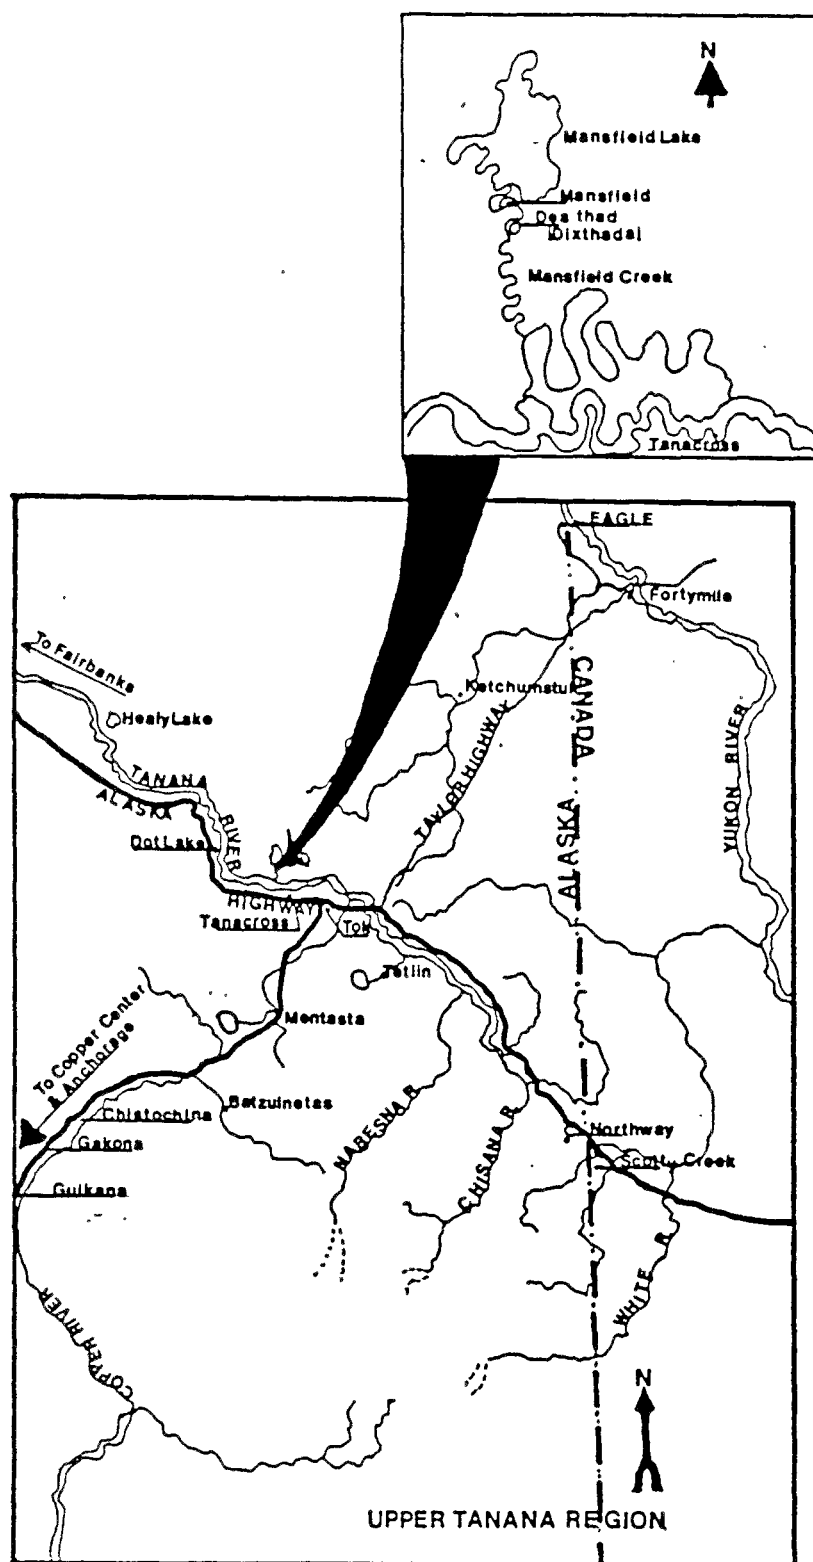 N
Mansfield Lake
Mansfield
Dea thad
Dixthadal
Mansfield Creek
Tanacross
EAGLE
Fortymile
To Fairbanks
Ketchumstuk
Healy Lake
CANADA
ALASKA
YUKON RIVER
TAYLOR HIGHWAY
TANANA
RIVER
ALASKA
HIGHWAY
Dot Lake
Tanacross
Tok
Tetlin
Mentasta
To Copper Center
& Anchorage
Batzulnetas
Chistochina
Gakona
Gulkana
NABESNA R
CHISANA R
Northway
Scotty Creek
WHITE R
COPPER RIVER
N
UPPER TANANA REGION